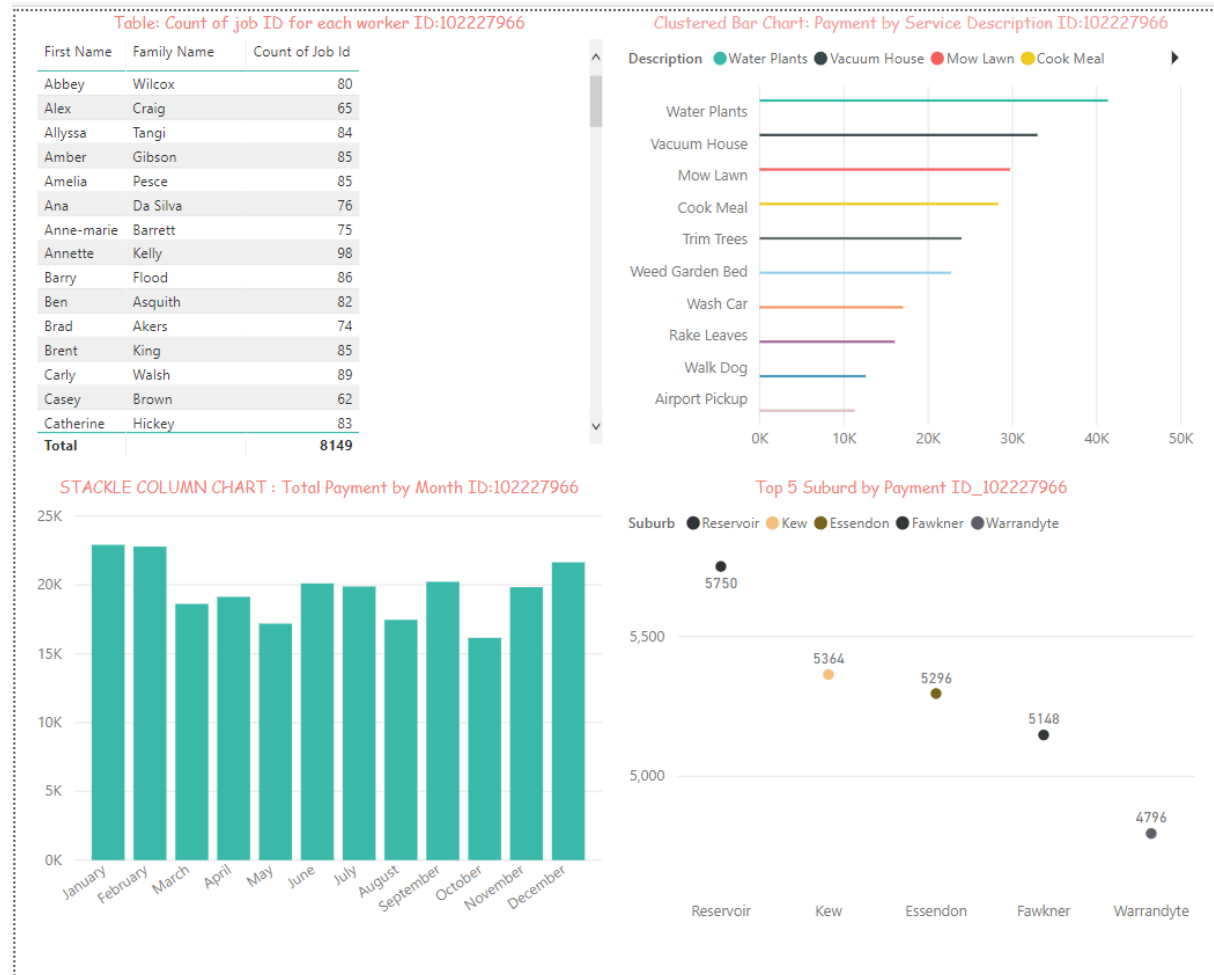 Table: Count of job ID for each worker ID:102227966
First Name Family Name Count of Job Id
Abbey Wilcox 80
Alex Craig 65
Allyssa Tangi 84
Amber Gibson 85
Amelia Pesce 85
Ana Da Silva 76
Anne-marie Barrett 75
Annette Kelly 98
Barry Flood 86
Ben Asquith 82
Brad Akers 74
Brent King 85
Carly Walsh 89
Casey Brown 62
Catherine Hickey 83
Total 8149
Clustered Bar Chart: Payment by Service Description ID:102227966
Description Water Plants Vacuum House Mow Lawn Cook Meal
Water Plants
Vacuum House
Mow Lawn
Cook Meal
Trim Trees
Weed Garden Bed
Wash Car
Rake Leaves
Walk Dog
Airport Pickup
0K 10K 20K 30K 40K 50K
STACKLE COLUMN CHART : Total Payment by Month ID:102227966
25K
20K
15K
10K
5K
0K
January February March April May June July August September October November December
Top 5 Suburd by Payment ID_102227966
Suburb Reservoir Kew Essendon Fawkner Warrandyte
5750
5,500
5364
5296
5148
5,000
4796
Reservoir Kew Essendon Fawkner Warrandyte